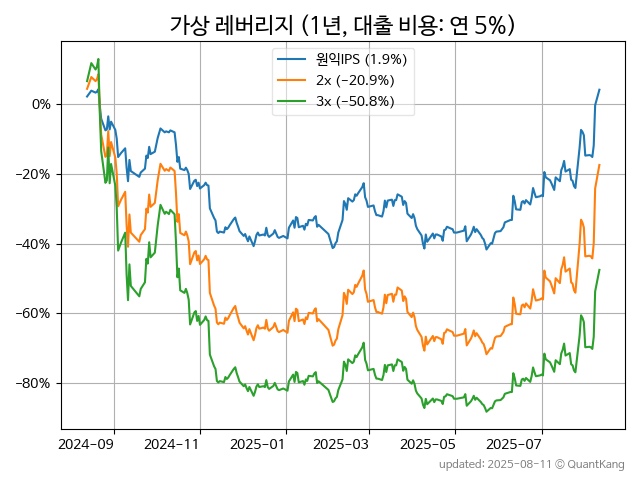 가상 레버리지 (1년, 대출 비용: 연 5%)
원익IPS (1.9%)
2x (−20.9%)
3x (−50.8%)
0%
−20%
−40%
−60%
−80%
2024-09 2024-11 2025-01 2025-03 2025-05 2025-07
updated: 2025-08-11 © QuantKang